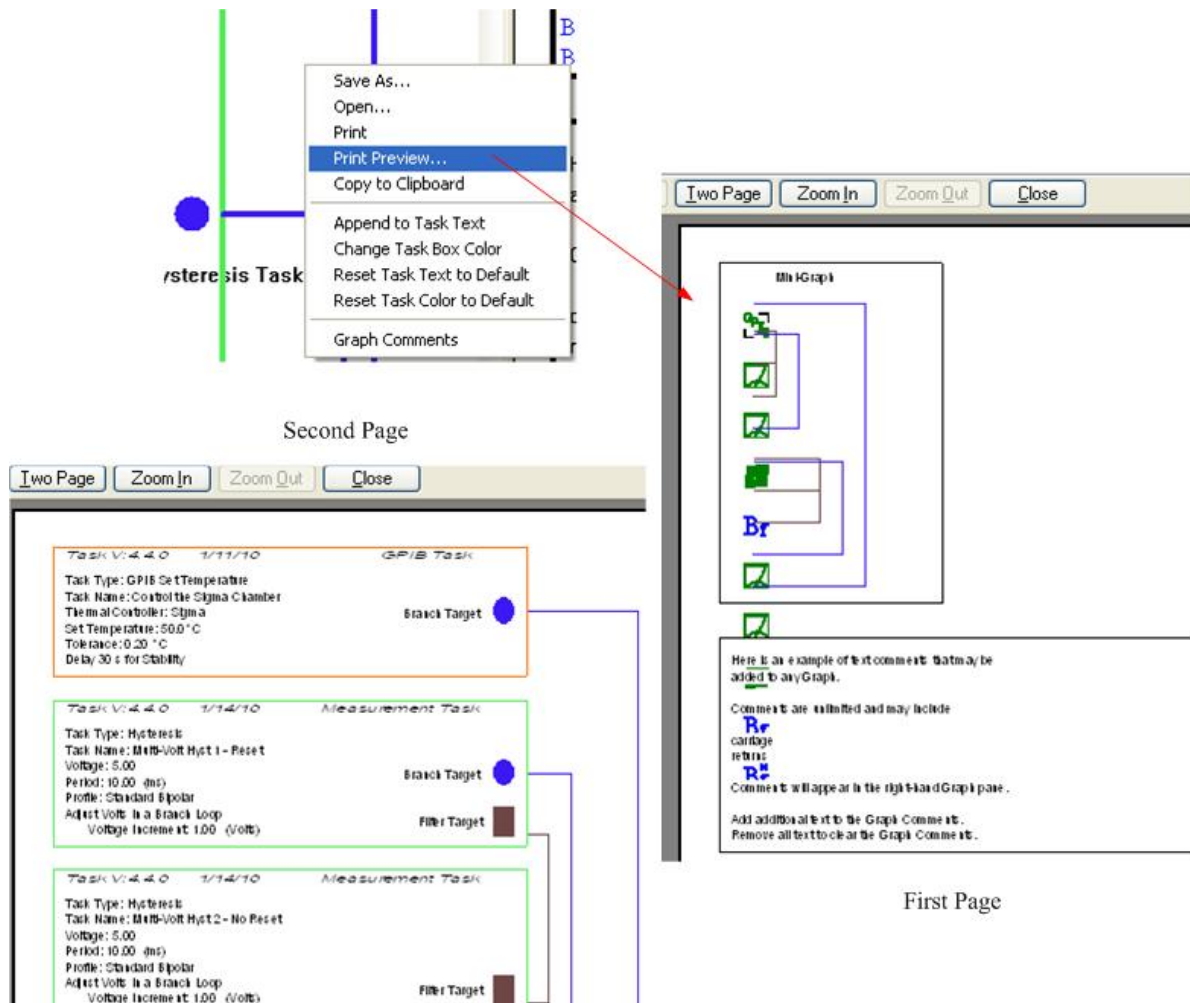 B
B
Save As...
Open...
Print
Print Preview...
Copy to Clipboard
Append to Task Text
Change Task Box Color
Reset Task Text to Default
Reset Task Color to Default
Graph Comments
ysteresis Task
Second Page
Two Page Zoom In Zoom Out Close
Task V:4.4.0 1/11/10 GPIB Task
Task Type: GPIB Set Temperature
Task Name: Control the Sigma Chamber
Thermal Controller: Sigma
Set Temperature: 50.0 °C
Tolerance: 0.20 °C
Delay 30 s for Stability
Branch Target
Task V:4.4.0 1/14/10 Measurement Task
Task Type: Hysteresis
Task Name: Multi-Volt Hyst 1 - Reset
Voltage: 5.00
Period: 10.00 (ms)
Profile: Standard Bipolar
Adjust Volts in a Branch Loop
Voltage Increment: 1.00 (Volts)
Branch Target
Filter Target
Task V:4.4.0 1/14/10 Measurement Task
Task Type: Hysteresis
Task Name: Multi-Volt Hyst 2 - No Reset
Voltage: 5.00
Period: 10.00 (ms)
Profile: Standard Bipolar
Adjust Volts in a Branch Loop
Voltage Increment: 1.00 (Volts)
Filter Target
Two Page Zoom In Zoom Out Close
Mini-Graph
Br
Here is an example of text comments that may be
added to any Graph.
Comments are unlimited and may include
Br
carriage
returns
Comments will appear in the right-hand Graph pane.
Add additional text to the Graph Comments.
Remove all text to clear the Graph Comments.
First Page